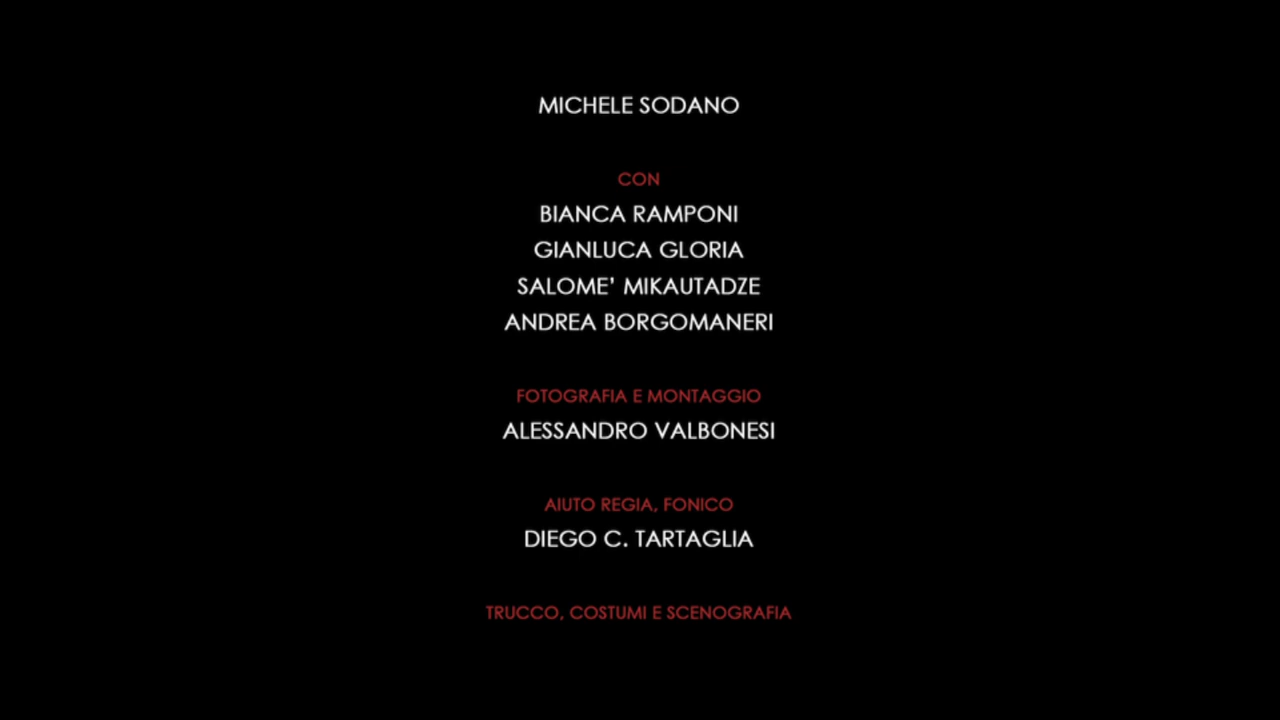 MICHELE SODANO
CON
BIANCA RAMPONI
GIANLUCA GLORIA
SALOME’ MIKAUTADZE
ANDREA BORGOMANERI
FOTOGRAFIA E MONTAGGIO
ALESSANDRO VALBONESI
AIUTO REGIA, FONICO
DIEGO C. TARTAGLIA
TRUCCO, COSTUMI E SCENOGRAFIA